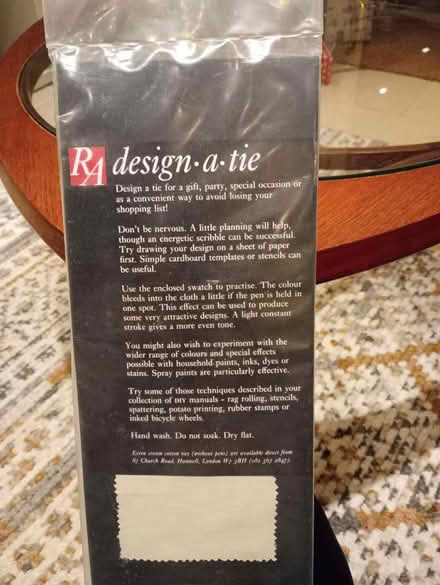 RA design·a·tie
Design a tie for a gift, party, special occasion or
as a convenient way to avoid losing your
shopping list!
Don't be nervous. A little planning will help,
though an energetic scribble can be successful.
Try drawing your design on a sheet of paper
first. Simple cardboard templates or stencils can
be useful.
Use the enclosed swatch to practise. The colour
bleeds into the cloth a little if the pen is held in
one spot. This effect can be used to produce
some very attractive designs. A light constant
stroke gives a more even tone.
You might also wish to experiment with the
wider range of colours and special effects
possible with household paints, inks, dyes or
stains. Spray paints are particularly effective.
Try some of those techniques described in your
collection of DIY manuals - rag rolling, stencils,
spattering, potato printing, rubber stamps or
inked bicycle wheels.
Hand wash. Do not soak. Dry flat.
Extra cream cotton ties (without pens) are available direct from
87 Church Road, Hanwell, London W7 3BH (081 567 2847).